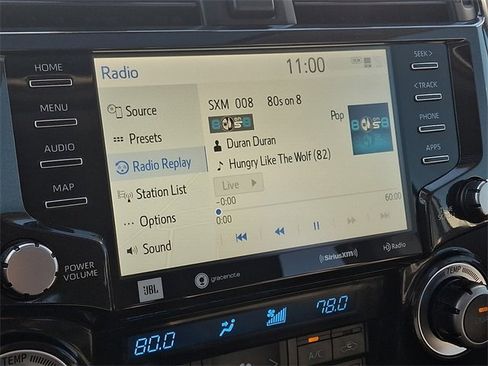 HOME
MENU
AUDIO
MAP
POWER
VOLUME
Radio
11:00
Source
Presets
Radio Replay
Station List
Options
Sound
SXM 008 80s on 8
Pop
Duran Duran
Hungry Like The Wolf (82)
Live
-0:00
60:00
0:00
SEEK >
< TRACK
PHONE
APPS
JBL
gracenote
SiriusXM
HD Radio
80.0
78.0
TEMP
TEMP
A/C